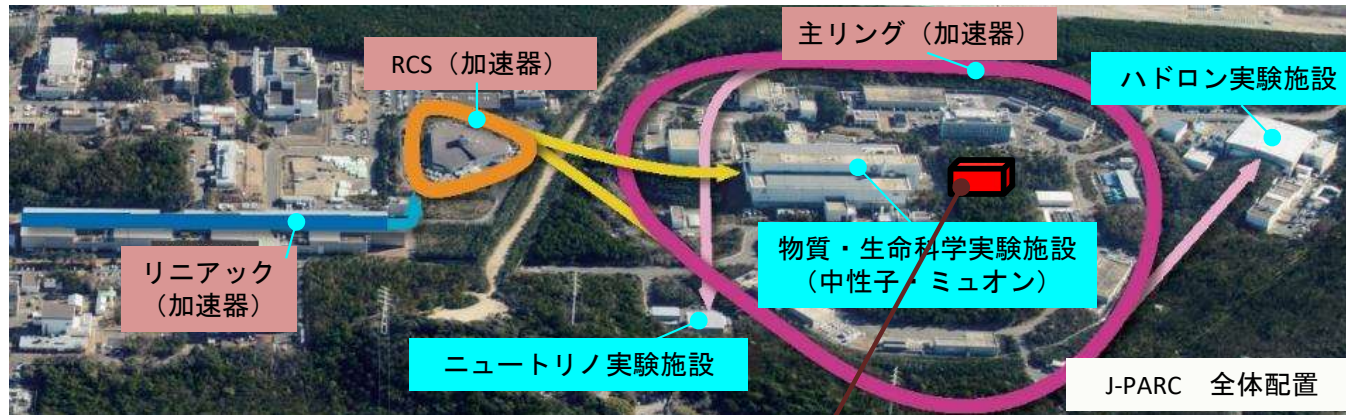 主リング（加速器）
RCS（加速器）
ハドロン実験施設
リニアック
（加速器）
物質・生命科学実験施設
（中性子・ミュオン）
ニュートリノ実験施設
J-PARC　全体配置